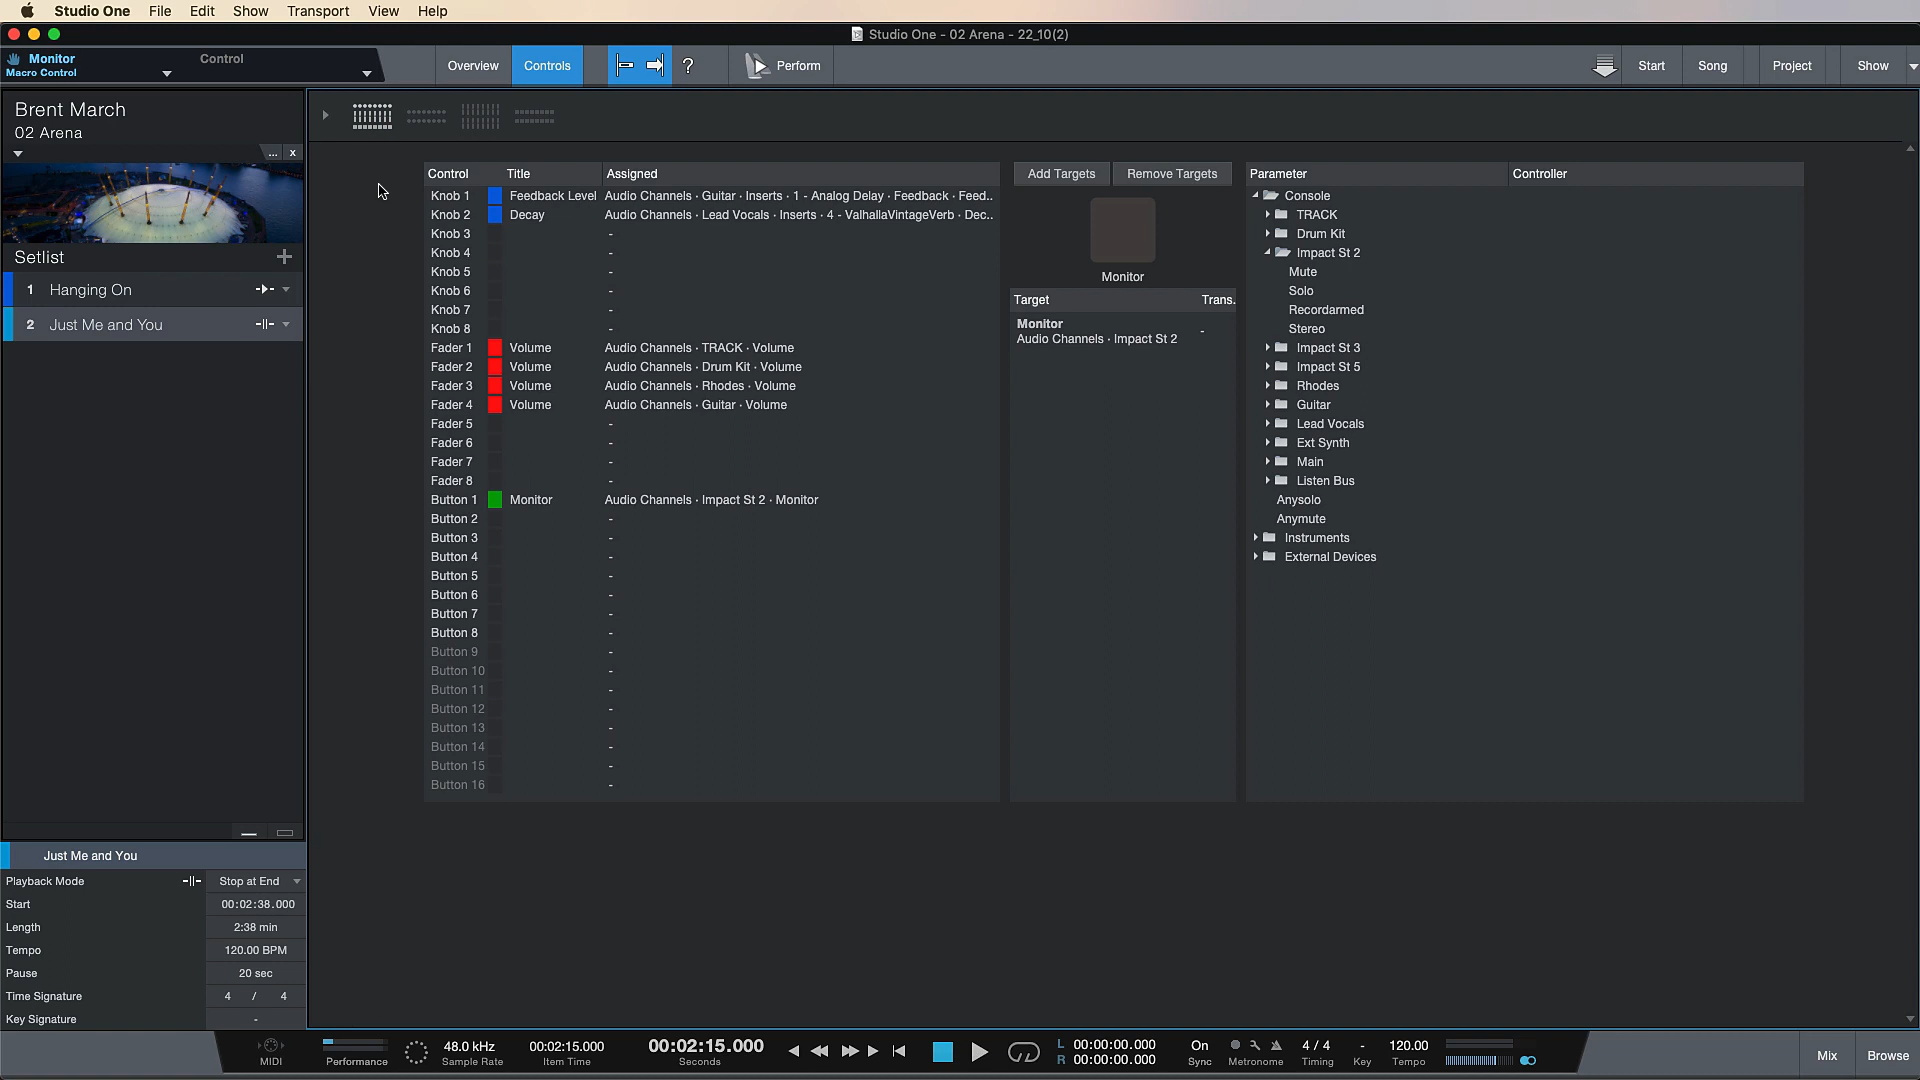 Studio One File Edit Show Transport View Help
Studio One - 02 Arena - 22_10(2)
Monitor
Macro Control
Control
Overview Controls ? Perform Start Song Project Show
Brent March
02 Arena
... x
Setlist +
1 Hanging On
2 Just Me and You
Control Title Assigned
Knob 1 Feedback Level Audio Channels · Guitar · Inserts · 1 - Analog Delay · Feedback · Feed..
Knob 2 Decay Audio Channels · Lead Vocals · Inserts · 4 - ValhallaVintageVerb · Dec..
Knob 3 -
Knob 4 -
Knob 5 -
Knob 6 -
Knob 7 -
Knob 8 -
Fader 1 Volume Audio Channels · TRACK · Volume
Fader 2 Volume Audio Channels · Drum Kit · Volume
Fader 3 Volume Audio Channels · Rhodes · Volume
Fader 4 Volume Audio Channels · Guitar · Volume
Fader 5 -
Fader 6 -
Fader 7 -
Fader 8 -
Button 1 Monitor Audio Channels · Impact St 2 · Monitor
Button 2 -
Button 3 -
Button 4 -
Button 5 -
Button 6 -
Button 7 -
Button 8 -
Button 9 -
Button 10 -
Button 11 -
Button 12 -
Button 13 -
Button 14 -
Button 15 -
Button 16 -
Add Targets Remove Targets
Monitor
Target Trans.
Monitor -
Audio Channels · Impact St 2
Parameter Controller
Console
TRACK
Drum Kit
Impact St 2
Mute
Solo
Recordarmed
Stereo
Impact St 3
Impact St 5
Rhodes
Guitar
Lead Vocals
Ext Synth
Main
Listen Bus
Anysolo
Anymute
Instruments
External Devices
Just Me and You
Playback Mode Stop at End
Start 00:02:38.000
Length 2:38 min
Tempo 120.00 BPM
Pause 20 sec
Time Signature 4 / 4
Key Signature -
MIDI
Performance
48.0 kHz
Sample Rate
00:02:15.000
Item Time
00:02:15.000
Seconds
L 00:00:00.000
R 00:00:00.000
On
Sync
Metronome
4 / 4
Timing
-
Key
120.00
Tempo
Mix Browse